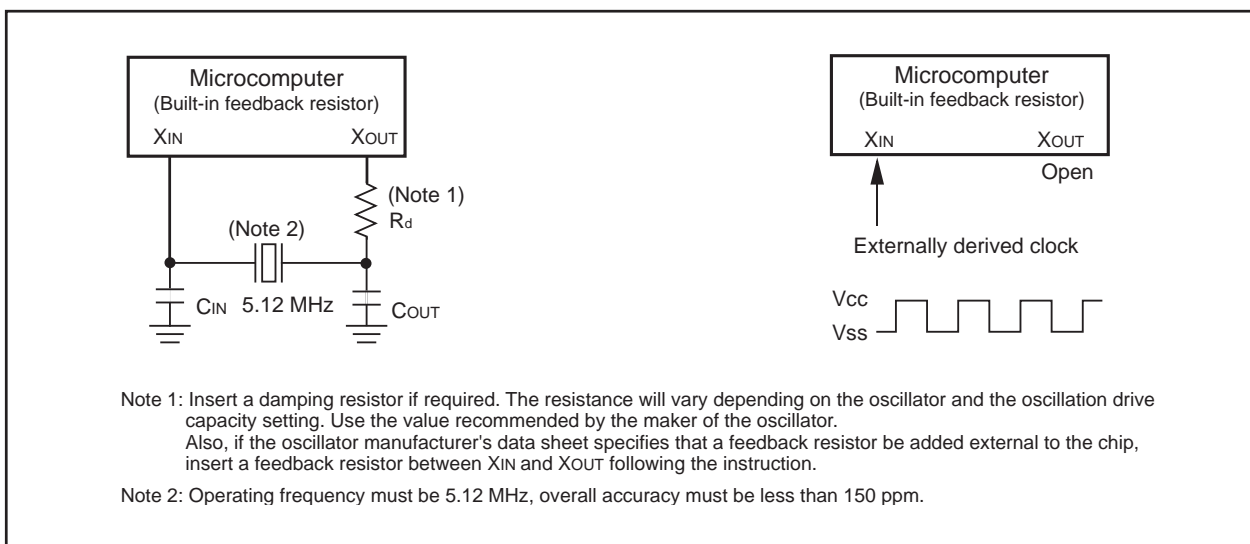 Microcomputer
(Built-in feedback resistor)
XIN XOUT
(Note 1)
Rd
(Note 2)
CIN 5.12 MHz COUT
Microcomputer
(Built-in feedback resistor)
XIN XOUT
Open
Externally derived clock
Vcc
Vss
Note 1: Insert a damping resistor if required. The resistance will vary depending on the oscillator and the oscillation drive
capacity setting. Use the value recommended by the maker of the oscillator.
Also, if the oscillator manufacturer's data sheet specifies that a feedback resistor be added external to the chip,
insert a feedback resistor between XIN and XOUT following the instruction.
Note 2: Operating frequency must be 5.12 MHz, overall accuracy must be less than 150 ppm.